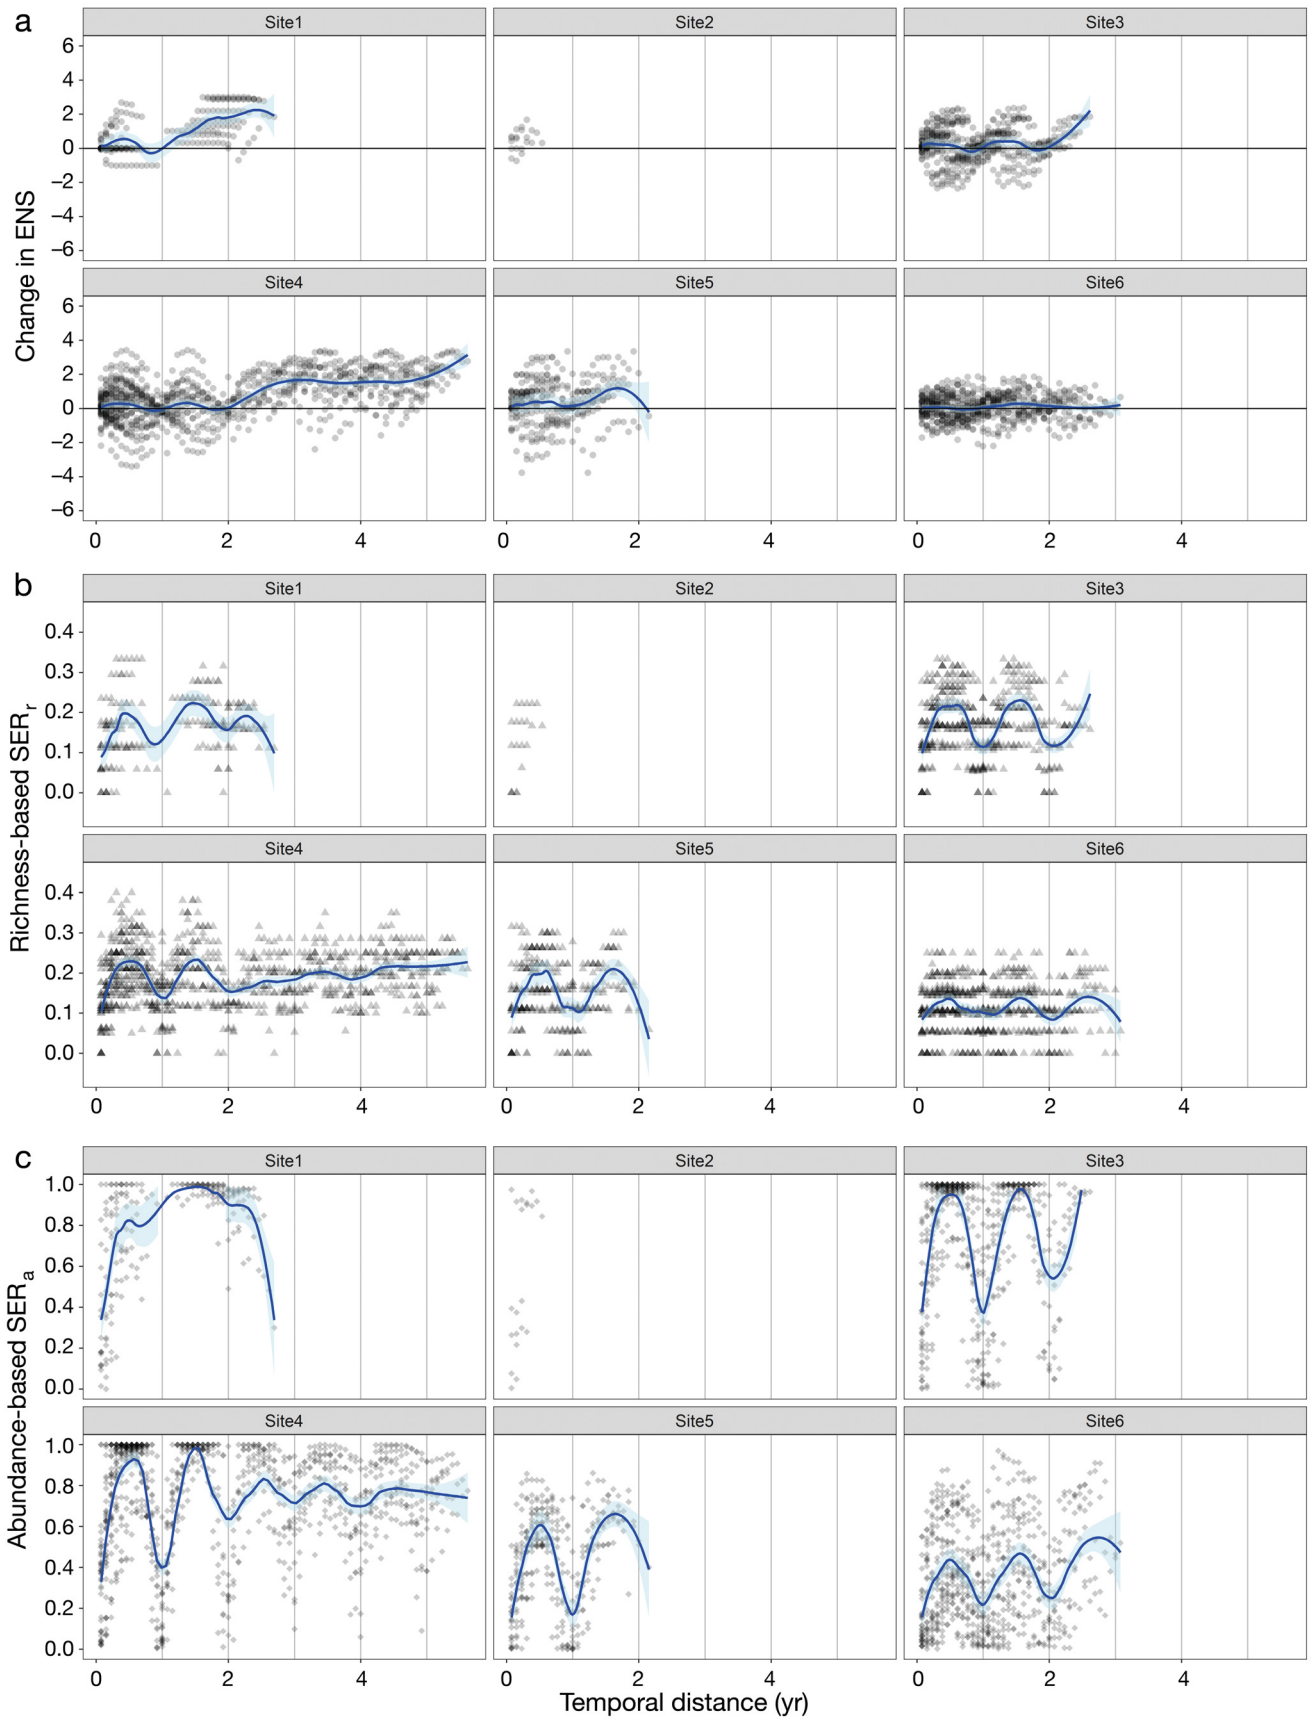 a
Site1 Site2 Site3
6
4
2
0
−2
−4
−6
Site4 Site5 Site6
6
4
2
0
−2
−4
−6
0 2 4 0 2 4 0 2 4
Change in ENS
b
Site1 Site2 Site3
0.4
0.3
0.2
0.1
0.0
Site4 Site5 Site6
0.4
0.3
0.2
0.1
0.0
0 2 4 0 2 4 0 2 4
Richness-based SERr
c
Site1 Site2 Site3
1.0
0.8
0.6
0.4
0.2
0.0
Site4 Site5 Site6
1.0
0.8
0.6
0.4
0.2
0.0
0 2 4 0 2 4 0 2 4
Abundance-based SERa
Temporal distance (yr)